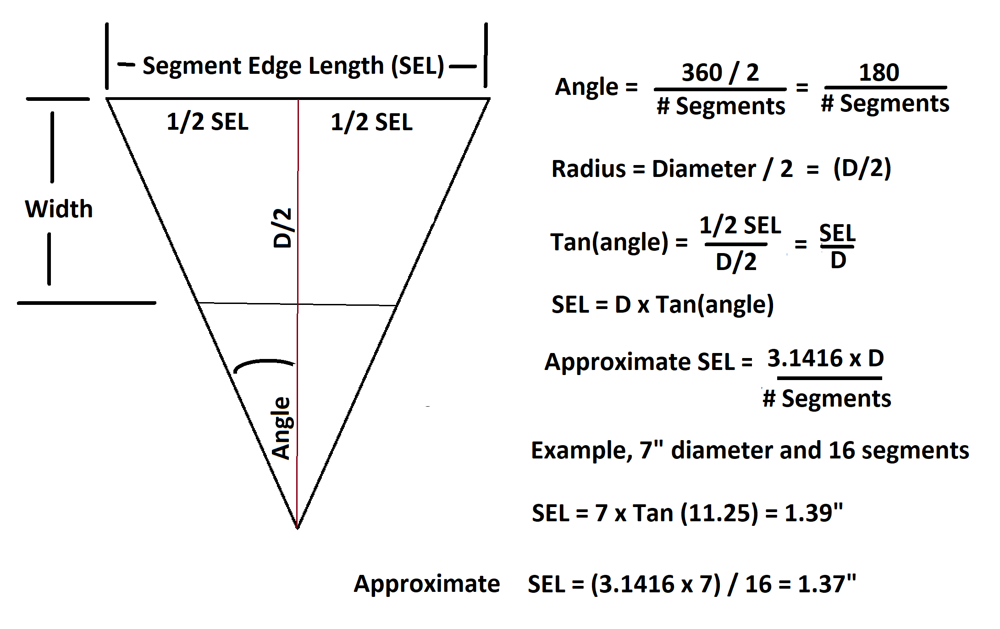 Segment Edge Length (SEL)
1/2 SEL
1/2 SEL
Width
D/2
Angle
Angle = 360 / 2 / # Segments = 180 / # Segments
Radius = Diameter / 2 = (D/2)
Tan(angle) = 1/2 SEL / D/2 = SEL / D
SEL = D x Tan(angle)
Approximate SEL = 3.1416 x D / # Segments
Example, 7" diameter and 16 segments
SEL = 7 x Tan (11.25) = 1.39"
Approximate SEL = (3.1416 x 7) / 16 = 1.37"